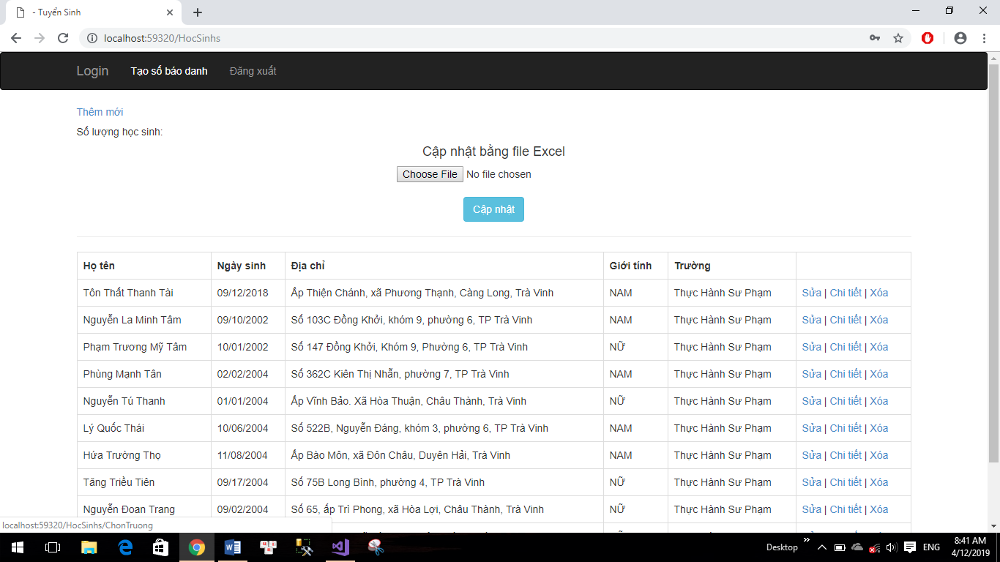 - Tuyển Sinh
localhost:59320/HocSinhs
Login Tạo số báo danh Đăng xuất
Thêm mới
Số lượng học sinh:
Cập nhật bằng file Excel
Choose File No file chosen
Cập nhật
Họ tên Ngày sinh Địa chỉ Giới tính Trường
Tôn Thất Thanh Tài 09/12/2018 Ấp Thiện Chánh, xã Phương Thạnh, Càng Long, Trà Vinh NAM Thực Hành Sư Phạm Sửa | Chi tiết | Xóa
Nguyễn La Minh Tâm 09/10/2002 Số 103C Đồng Khởi, khóm 9, phường 6, TP Trà Vinh NAM Thực Hành Sư Phạm Sửa | Chi tiết | Xóa
Phạm Trương Mỹ Tâm 10/01/2002 Số 147 Đồng Khởi, Khóm 9, Phường 6, TP Trà Vinh NỮ Thực Hành Sư Phạm Sửa | Chi tiết | Xóa
Phùng Mạnh Tân 02/02/2004 Số 362C Kiên Thị Nhẫn, phường 7, TP Trà Vinh NAM Thực Hành Sư Phạm Sửa | Chi tiết | Xóa
Nguyễn Tú Thanh 01/01/2004 Ấp Vĩnh Bảo. Xã Hòa Thuận, Châu Thành, Trà Vinh NỮ Thực Hành Sư Phạm Sửa | Chi tiết | Xóa
Lý Quốc Thái 10/06/2004 Số 522B, Nguyễn Đáng, khóm 3, phường 6, TP Trà Vinh NAM Thực Hành Sư Phạm Sửa | Chi tiết | Xóa
Hứa Trường Thọ 11/08/2004 Ấp Bào Môn, xã Đôn Châu, Duyên Hải, Trà Vinh NAM Thực Hành Sư Phạm Sửa | Chi tiết | Xóa
Tăng Triều Tiên 09/17/2004 Số 75B Long Bình, phường 4, TP Trà Vinh NỮ Thực Hành Sư Phạm Sửa | Chi tiết | Xóa
Nguyễn Đoan Trang 09/02/2004 Số 65, ấp Trì Phong, xã Hòa Lợi, Châu Thành, Trà Vinh NỮ Thực Hành Sư Phạm Sửa | Chi tiết | Xóa
localhost:59320/HocSinhs/ChonTruong
Desktop ENG 8:41 AM
4/12/2019